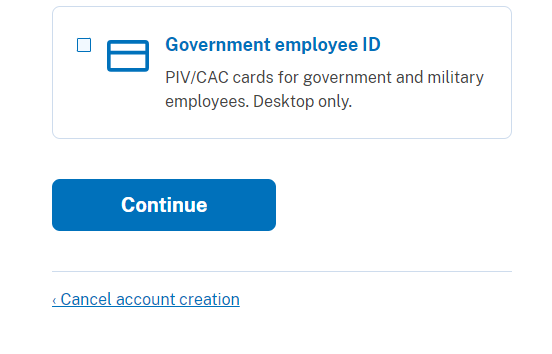 Government employee ID
PIV/CAC cards for government and military
employees. Desktop only.
Continue
‹ Cancel account creation